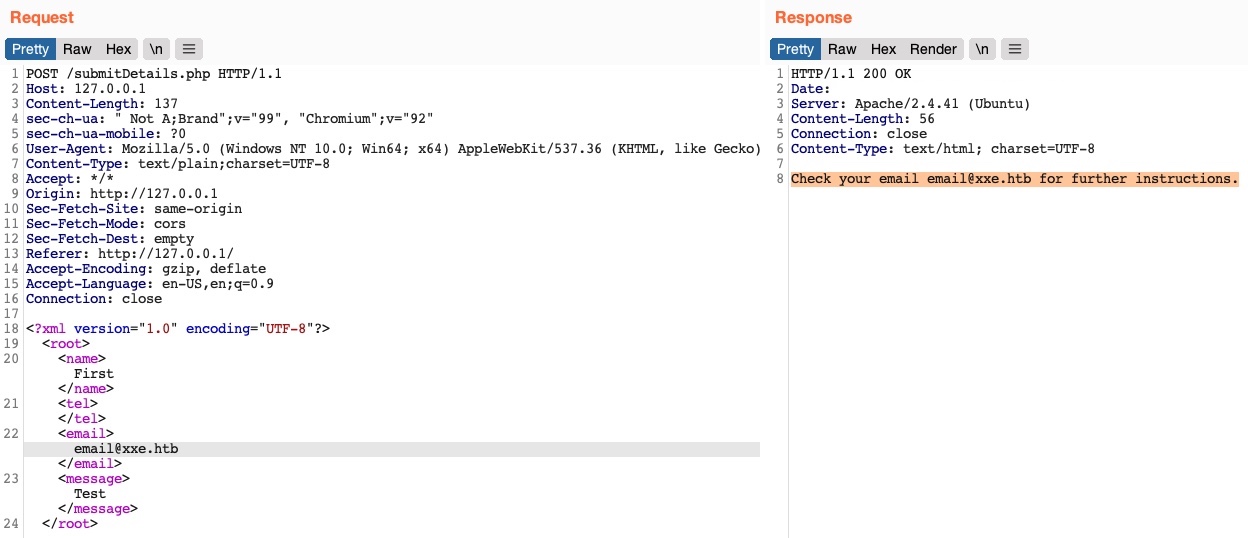 Request
Pretty Raw Hex \n
1 POST /submitDetails.php HTTP/1.1
2 Host: 127.0.0.1
3 Content-Length: 137
4 sec-ch-ua: " Not A;Brand";v="99", "Chromium";v="92"
5 sec-ch-ua-mobile: ?0
6 User-Agent: Mozilla/5.0 (Windows NT 10.0; Win64; x64) AppleWebKit/537.36 (KHTML, like Gecko)
7 Content-Type: text/plain;charset=UTF-8
8 Accept: */*
9 Origin: http://127.0.0.1
10 Sec-Fetch-Site: same-origin
11 Sec-Fetch-Mode: cors
12 Sec-Fetch-Dest: empty
13 Referer: http://127.0.0.1/
14 Accept-Encoding: gzip, deflate
15 Accept-Language: en-US,en;q=0.9
16 Connection: close
17
18 <?xml version="1.0" encoding="UTF-8"?>
19 <root>
20 <name>
First
</name>
21 <tel>
</tel>
22 <email>
email@xxe.htb
</email>
23 <message>
Test
</message>
24 </root>
Response
Pretty Raw Hex Render \n
1 HTTP/1.1 200 OK
2 Date:
3 Server: Apache/2.4.41 (Ubuntu)
4 Content-Length: 56
5 Connection: close
6 Content-Type: text/html; charset=UTF-8
7
8 Check your email email@xxe.htb for further instructions.